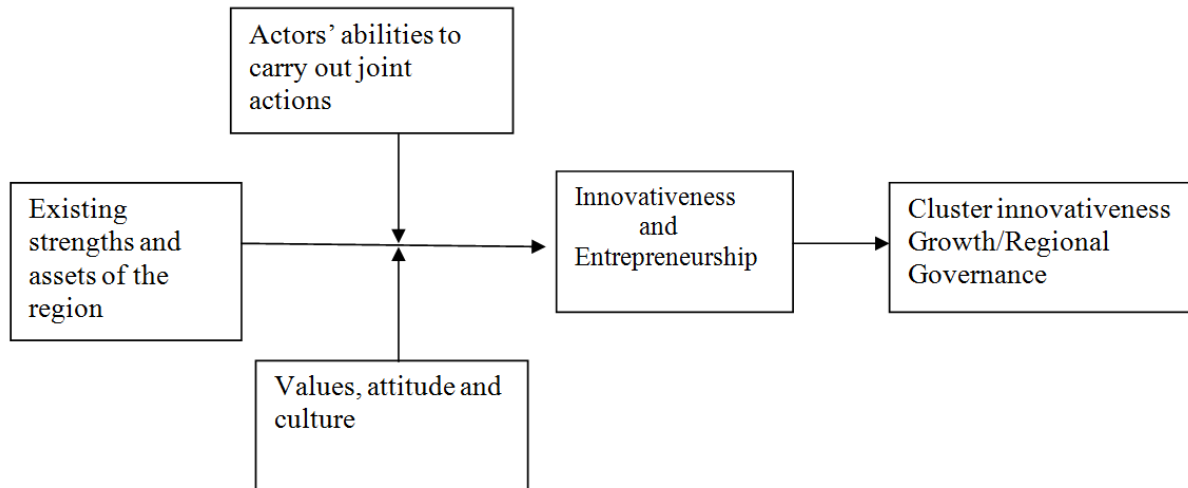 Actors’ abilities to
carry out joint
actions
Existing
strengths and
assets of the
region
Innovativeness
and
Entrepreneurship
Cluster innovativeness
Growth/Regional
Governance
Values, attitude and
culture